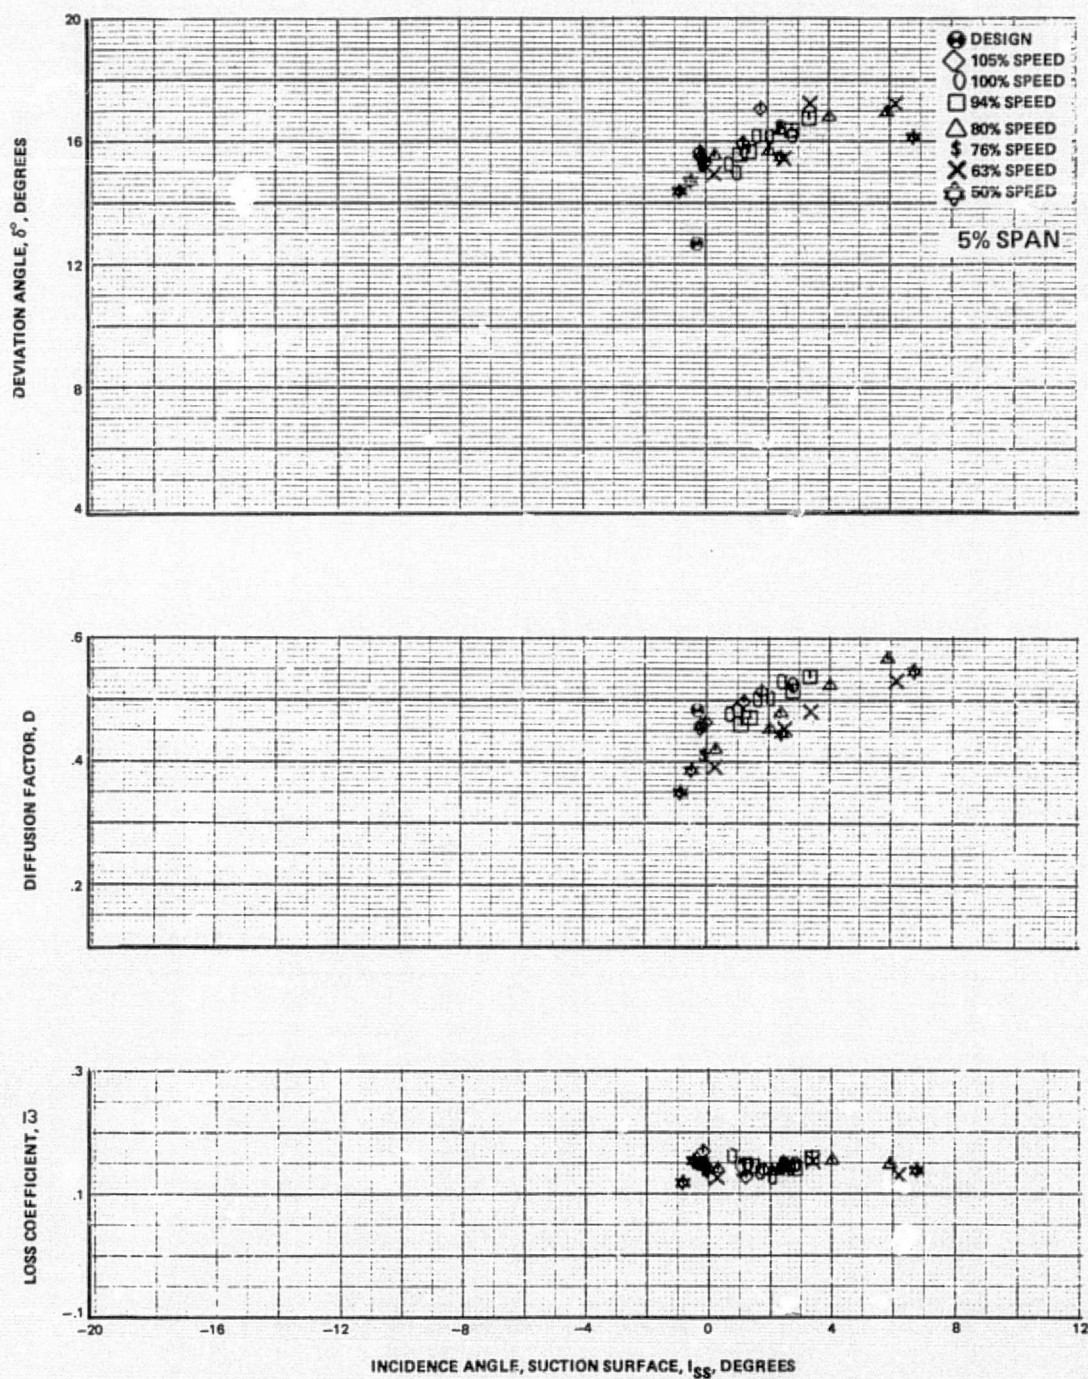 20
16
12
8
4
DEVIATION ANGLE, δ°, DEGREES
DESIGN
105% SPEED
100% SPEED
94% SPEED
80% SPEED
$ 76% SPEED
63% SPEED
50% SPEED
5% SPAN
.6
.4
.2
DIFFUSION FACTOR, D
.3
.1
-.1
LOSS COEFFICIENT, ω̄
-20 -16 -12 -8 -4 0 4 8 12
INCIDENCE ANGLE, SUCTION SURFACE, I_SS, DEGREES